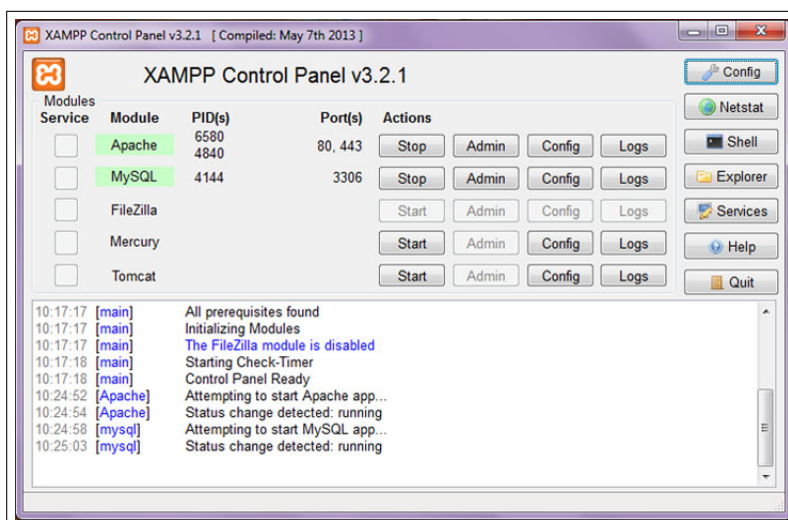 XAMPP Control Panel v3.2.1 [ Compiled: May 7th 2013 ]
XAMPP Control Panel v3.2.1
Config
Modules
Netstat
Service Module PID(s) Port(s) Actions
Apache 6580 4840 80, 443 Stop Admin Config Logs
Shell
MySQL 4144 3306 Stop Admin Config Logs
Explorer
FileZilla Start Admin Config Logs
Services
Mercury Start Admin Config Logs
Help
Tomcat Start Admin Config Logs
Quit
10:17:17 [main] All prerequisites found
10:17:17 [main] Initializing Modules
10:17:17 [main] The FileZilla module is disabled
10:17:18 [main] Starting Check-Timer
10:17:18 [main] Control Panel Ready
10:24:52 [Apache] Attempting to start Apache app...
10:24:54 [Apache] Status change detected: running
10:24:58 [mysql] Attempting to start MySQL app...
10:25:03 [mysql] Status change detected: running